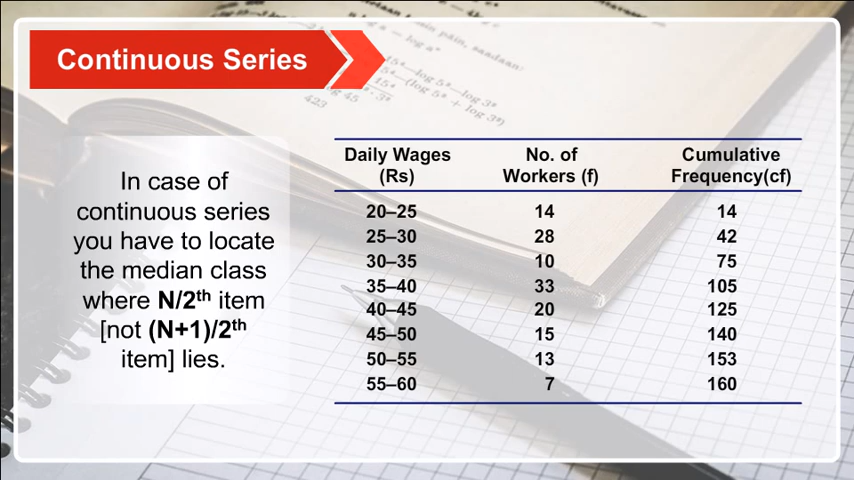 Continuous Series
In case of
continuous series
you have to locate
the median class
where N/2th item
[not (N+1)/2th
item] lies.
Daily Wages (Rs) No. of Workers (f) Cumulative Frequency(cf)
20–25 14 14
25–30 28 42
30–35 10 75
35–40 33 105
40–45 20 125
45–50 15 140
50–55 13 153
55–60 7 160
423